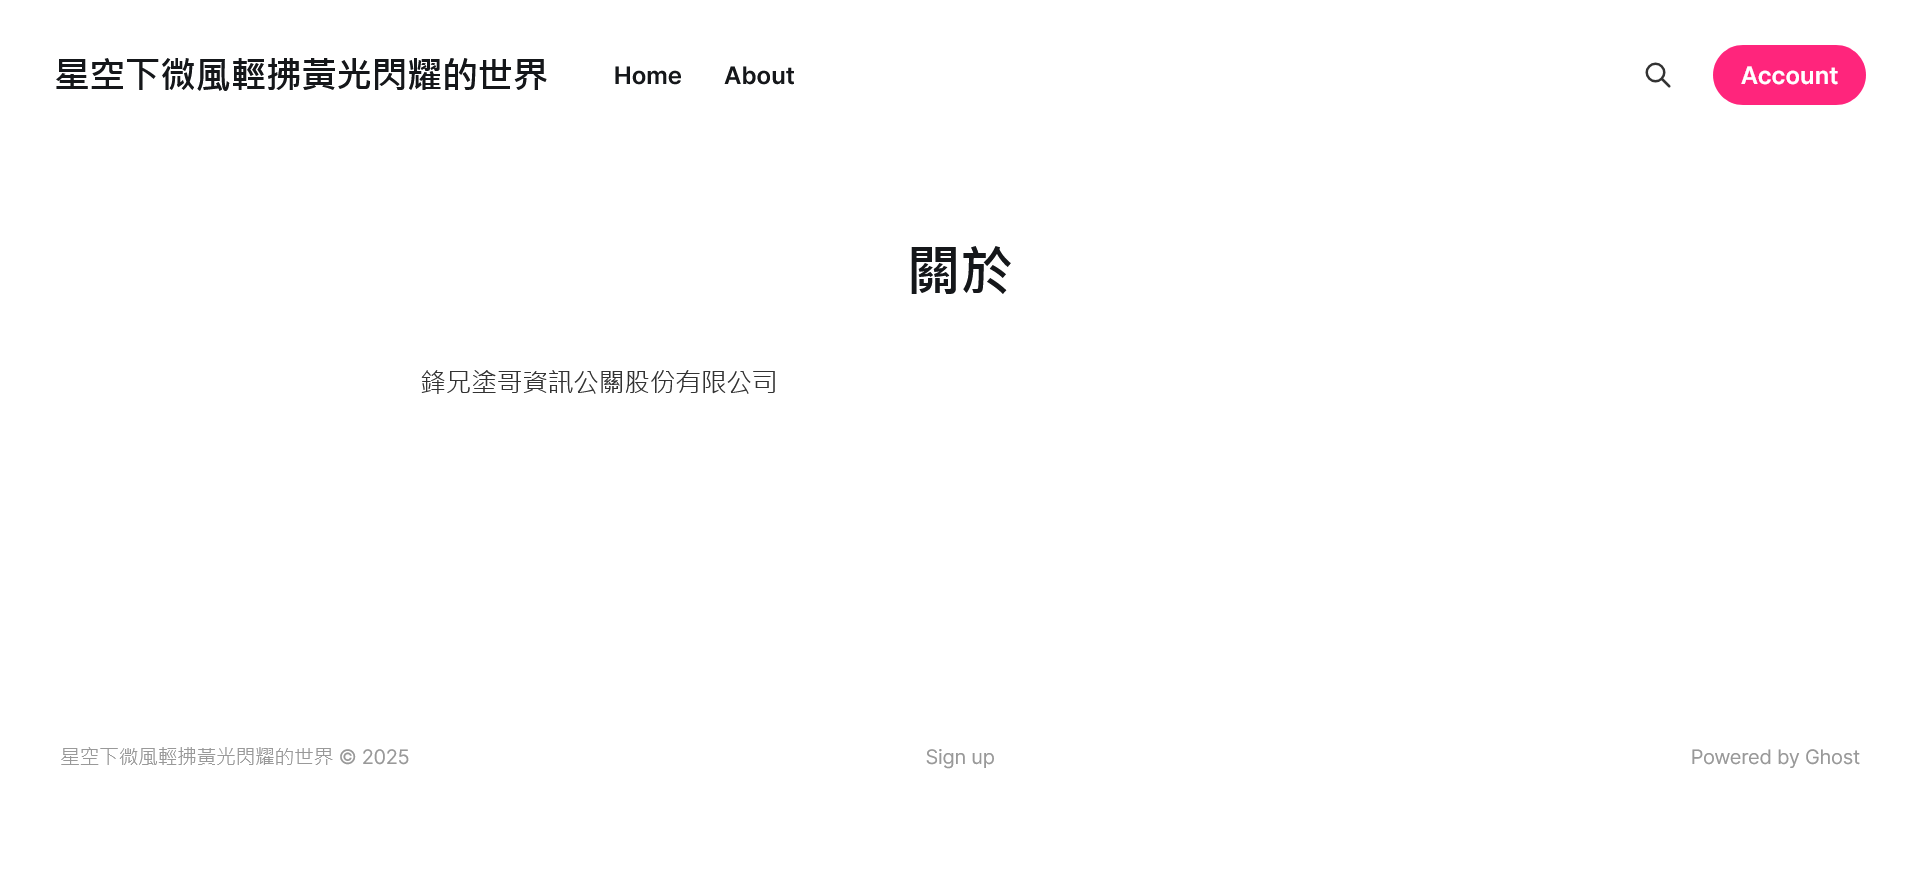 星空下微風輕拂黃光閃耀的世界
Home
About
Account
關於
鋒兄塗哥資訊公關股份有限公司
星空下微風輕拂黃光閃耀的世界 © 2025
Sign up
Powered by Ghost